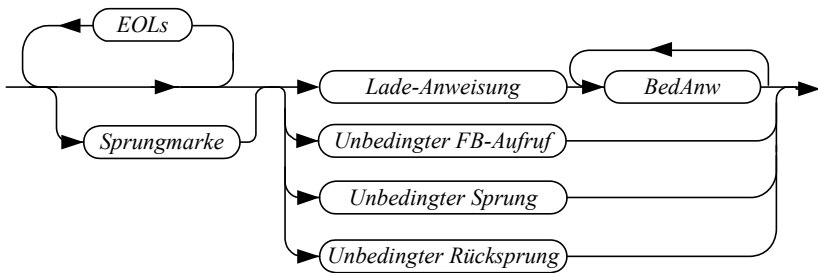 EOLs
Lade-Anweisung
BedAnw
Sprungmarke
Unbedingter FB-Aufruf
Unbedingter Sprung
Unbedingter Rücksprung